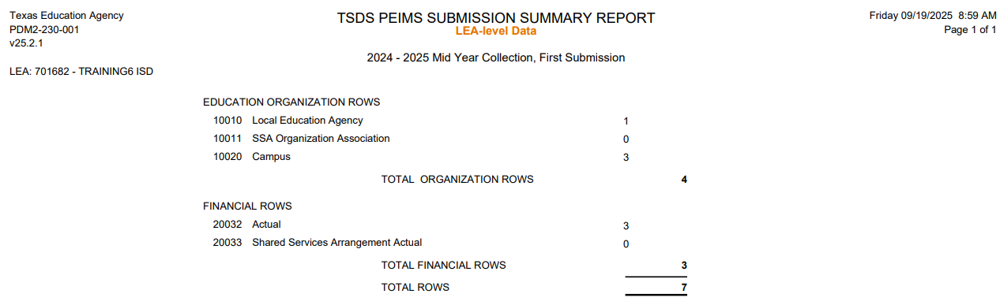 Texas Education Agency
PDM2-230-001
v25.2.1
LEA: 701682 - TRAINING6 ISD
TSDS PEIMS SUBMISSION SUMMARY REPORT
LEA-level Data
2024 - 2025 Mid Year Collection, First Submission
Friday 09/19/2025 8:59 AM
Page 1 of 1
EDUCATION ORGANIZATION ROWS
10010 Local Education Agency 1
10011 SSA Organization Association 0
10020 Campus 3
TOTAL ORGANIZATION ROWS 4
FINANCIAL ROWS
20032 Actual 3
20033 Shared Services Arrangement Actual 0
TOTAL FINANCIAL ROWS 3
TOTAL ROWS 7